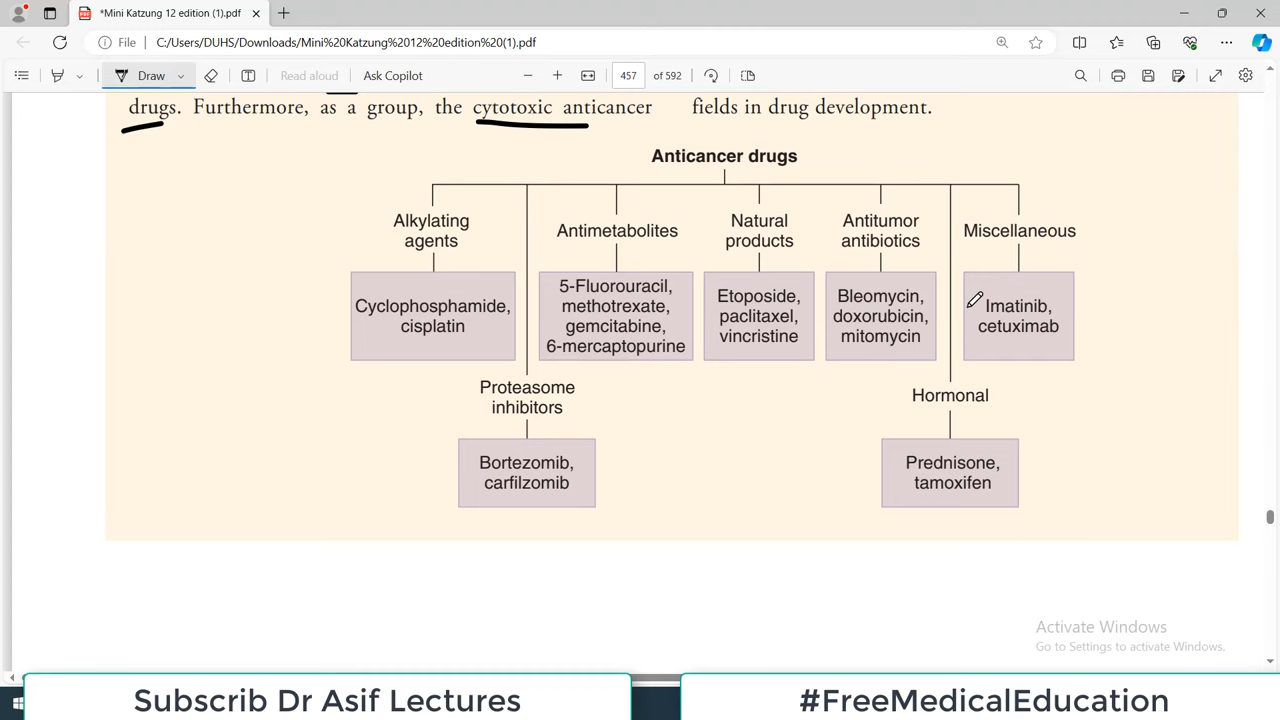 *Mini Katzung 12 edition (1).pdf
File
C:/Users/DUHS/Downloads/Mini%20Katzung%2012%20edition%20(1).pdf
Draw
Read aloud
Ask Copilot
457
of 592
drugs. Furthermore, as a group, the cytotoxic anticancer
fields in drug development.
Anticancer drugs
Alkylating
agents
Antimetabolites
Natural
products
Antitumor
antibiotics
Miscellaneous
Cyclophosphamide,
cisplatin
5-Fluorouracil,
methotrexate,
gemcitabine,
6-mercaptopurine
Etoposide,
paclitaxel,
vincristine
Bleomycin,
doxorubicin,
mitomycin
Imatinib,
cetuximab
Proteasome
inhibitors
Hormonal
Bortezomib,
carfilzomib
Prednisone,
tamoxifen
Activate Windows
Go to Settings to activate Windows.
Subscrib Dr Asif Lectures
#FreeMedicalEducation